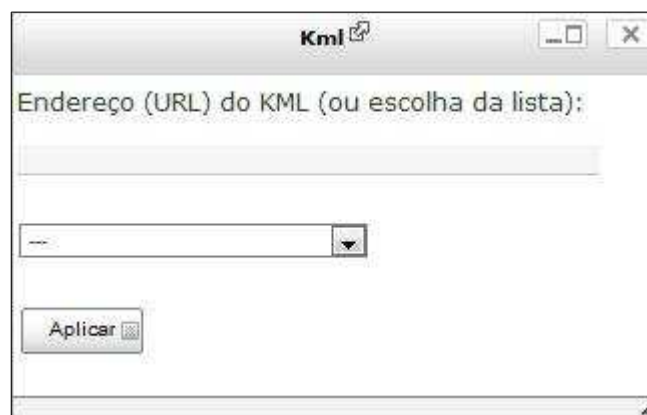 Kml
Endereço (URL) do KML (ou escolha da lista):
---
Aplicar